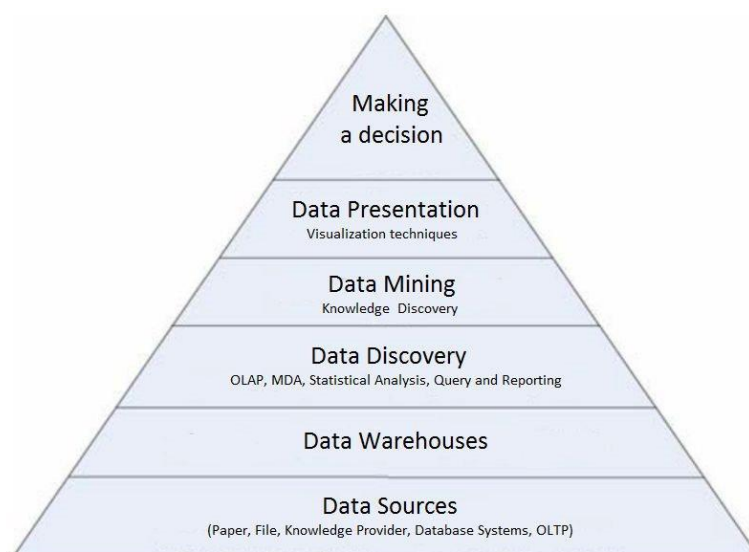 Making
a decision
Data Presentation
Visualization techniques
Data Mining
Knowledge Discovery
Data Discovery
OLAP, MDA, Statistical Analysis, Query and Reporting
Data Warehouses
Data Sources
(Paper, File, Knowledge Provider, Database Systems, OLTP)